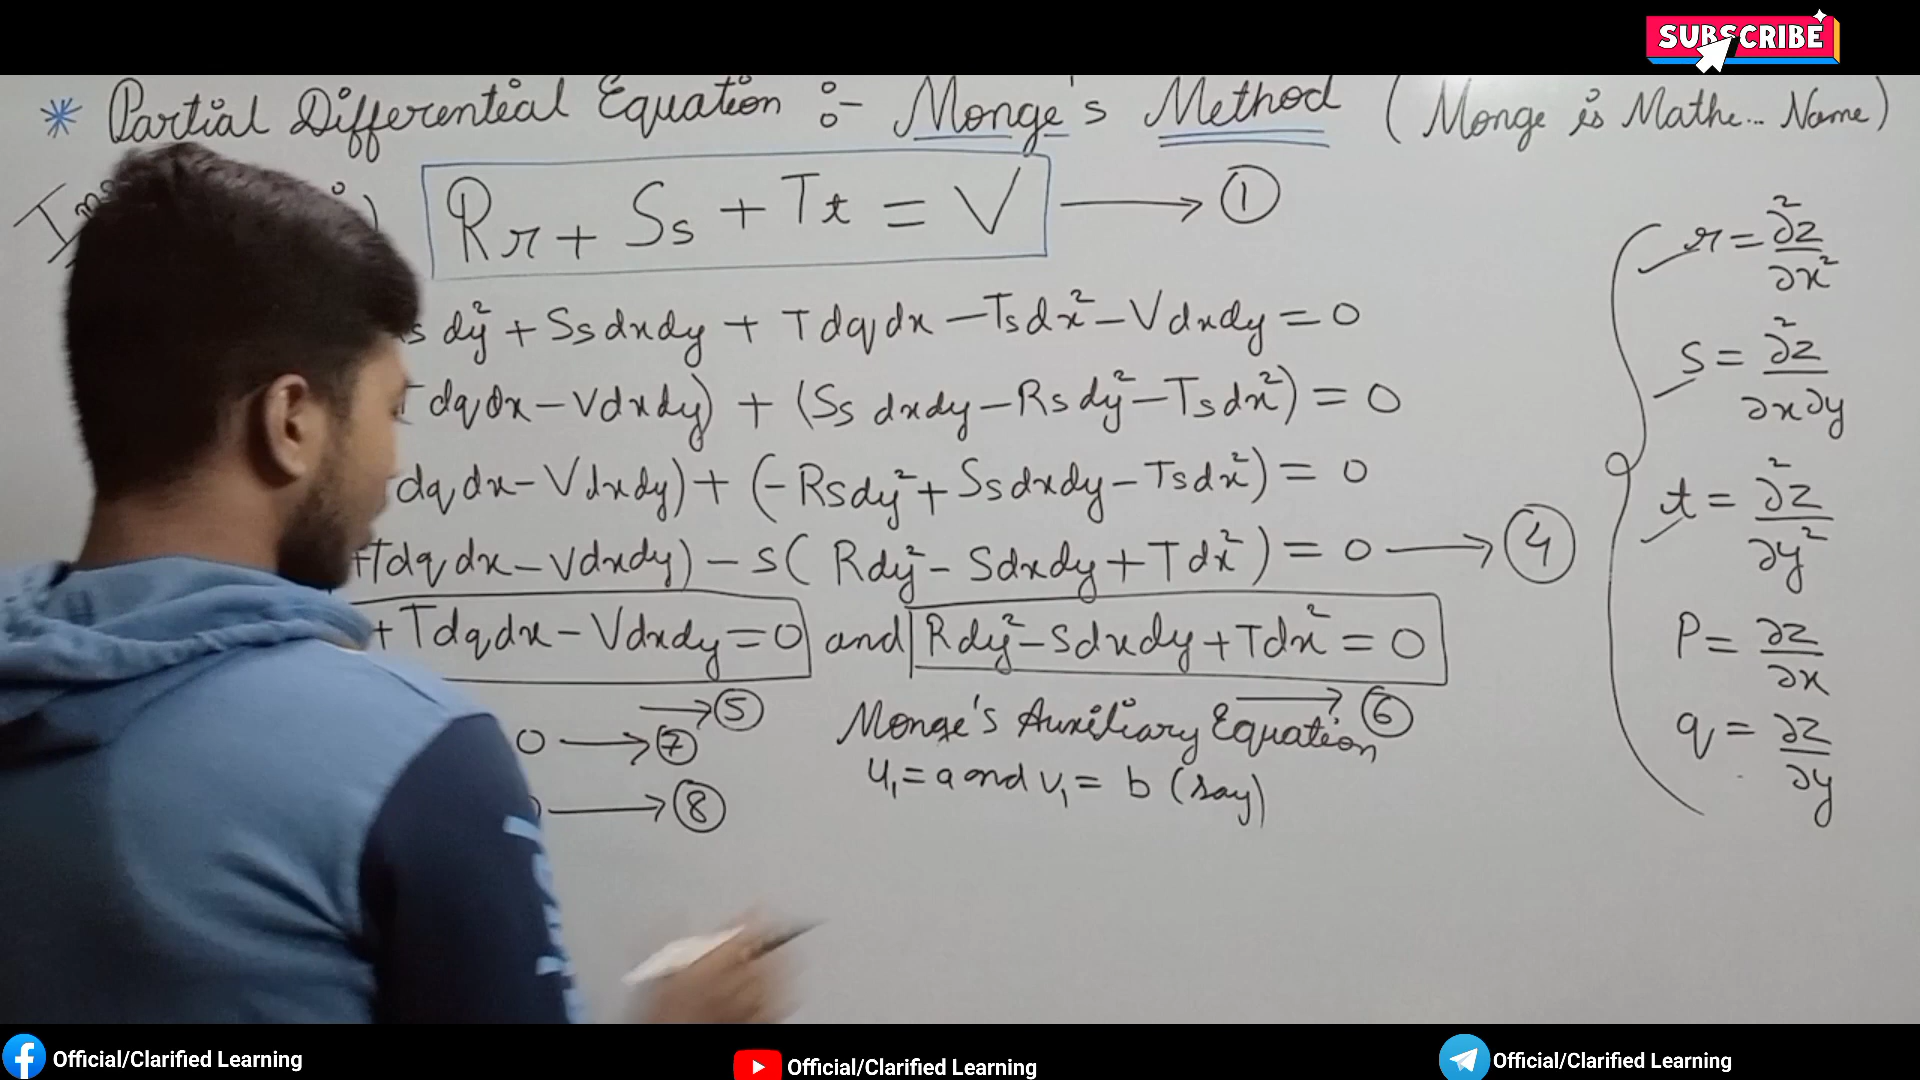 SUBSCRIBE
* Partial Differential Equation :- Monge's Method ( Monge is Mathe... Name )
Rr + Ss + Tt = V → ①
s dy² + Ss dxdy + T dq dx - Ts dx² - V dxdy = 0
dq dx - V dxdy) + (Ss dxdy - Rs dy² - Ts dx²) = 0
dq dx - V dxdy) + (- Rs dy² + Ss dxdy - Ts dx²) = 0
+ T dq dx - V dxdy) - s( R dy² - S dxdy + T dx² ) = 0 → ④
+ T dq dx - V dxdy = 0 and R dy² - S dxdy + T dx² = 0
→ ⑤
→ ⑥
0 → ⑦
Monge's Auxiliary Equation
u₁ = a and v₁ = b (say)
→ ⑧
r = ∂²z/∂x²
s = ∂²z/∂x∂y
t = ∂²z/∂y²
P = ∂z/∂x
q = ∂z/∂y
Official/Clarified Learning
Official/Clarified Learning
Official/Clarified Learning